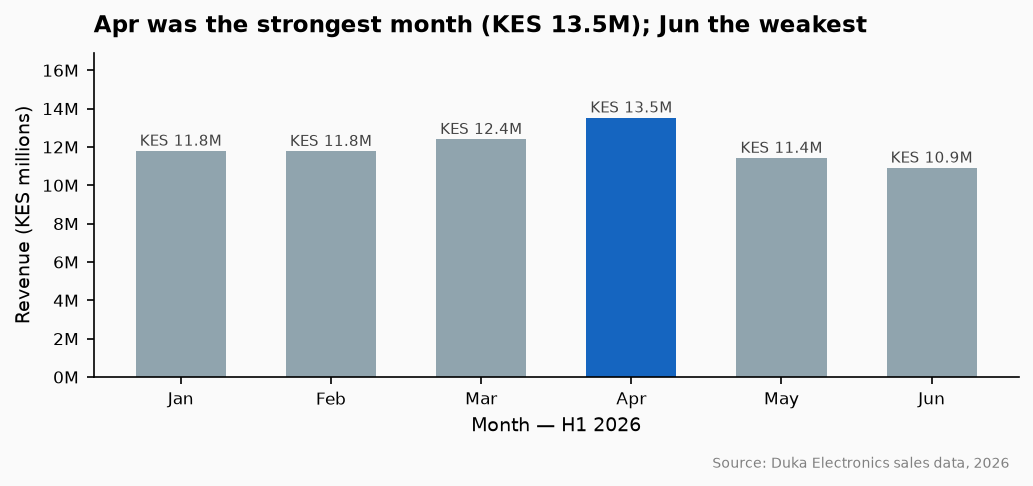 Apr was the strongest month (KES 13.5M); Jun the weakest
Revenue (KES millions)
16M
14M
12M
10M
8M
6M
4M
2M
0M
KES 11.8M
KES 11.8M
KES 12.4M
KES 13.5M
KES 11.4M
KES 10.9M
Jan Feb Mar Apr May Jun
Month — H1 2026
Source: Duka Electronics sales data, 2026